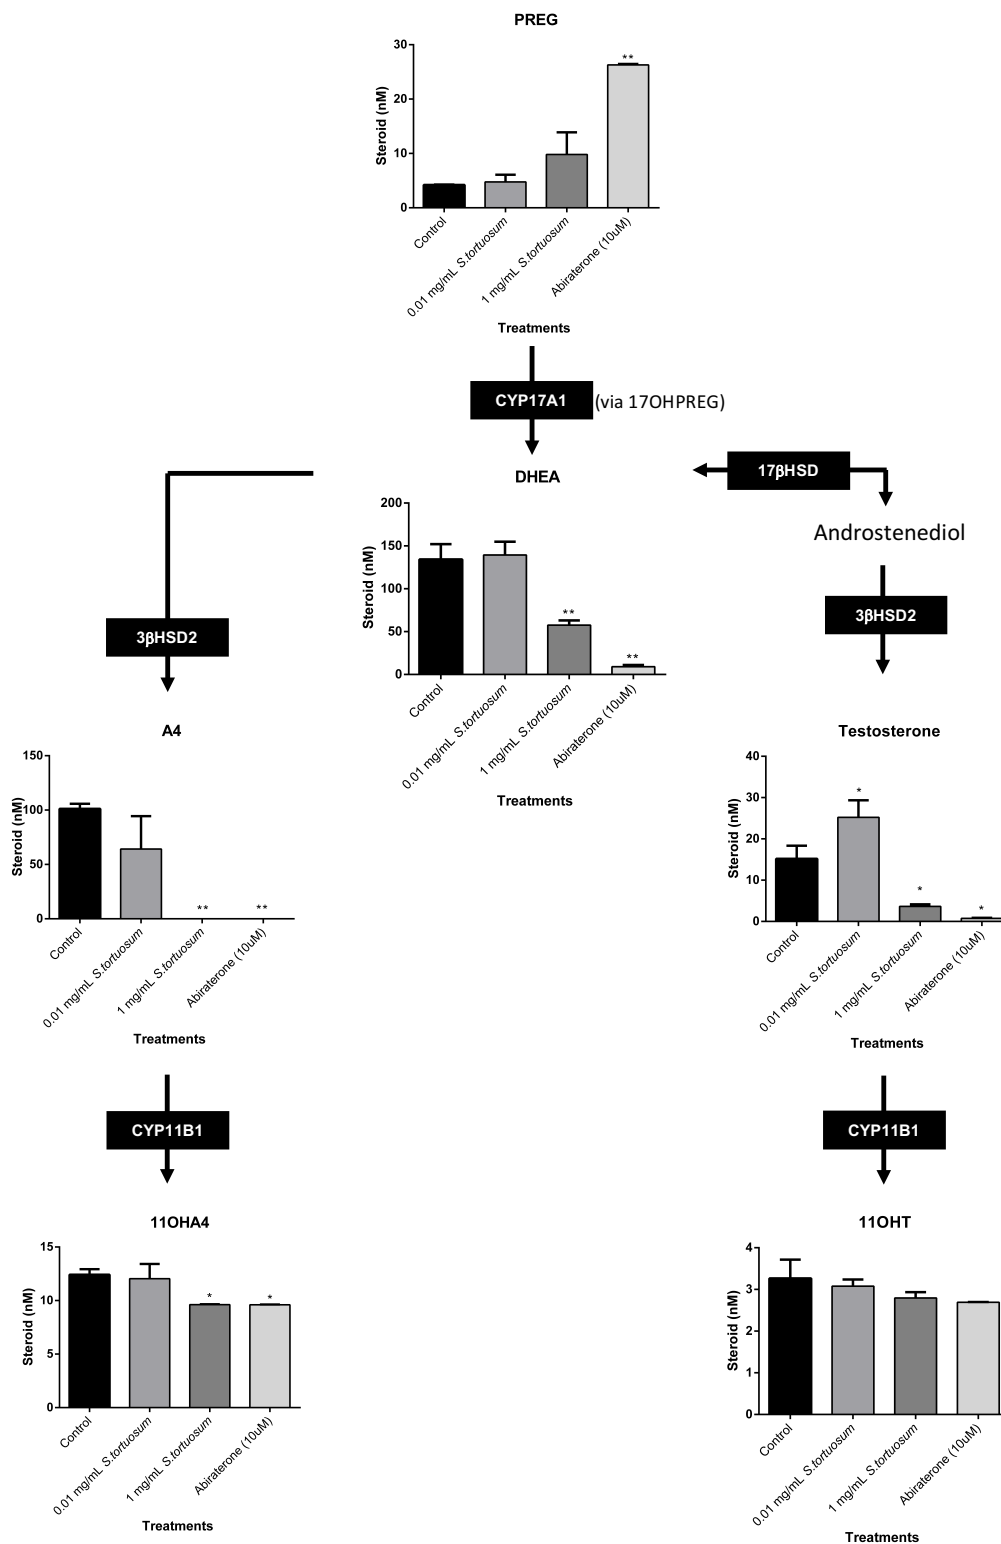 PREG
Steroid (nM)
30
20
10
0
Control
0.01 mg/mL S.tortuosum
1 mg/mL S.tortuosum
Abiraterone (10uM)
**
Treatments
CYP17A1
(via 17OHPREG)
17βHSD
Androstenediol
3βHSD2
DHEA
Steroid (nM)
200
150
100
50
0
Control
0.01 mg/mL S.tortuosum
1 mg/mL S.tortuosum
Abiraterone (10uM)
**
**
Treatments
3βHSD2
A4
Steroid (nM)
150
100
50
0
Control
0.01 mg/mL S.tortuosum
1 mg/mL S.tortuosum
Abiraterone (10uM)
**
**
Treatments
Testosterone
Steroid (nM)
40
30
20
10
0
Control
0.01 mg/mL S.tortuosum
1 mg/mL S.tortuosum
Abiraterone (10uM)
*
*
*
Treatments
CYP11B1
CYP11B1
11OHA4
Steroid (nM)
15
10
5
0
Control
0.01 mg/mL S.tortuosum
1 mg/mL S.tortuosum
Abiraterone (10uM)
*
*
Treatments
11OHT
Steroid (nM)
4
3
2
1
0
Control
0.01 mg/mL S.tortuosum
1 mg/mL S.tortuosum
Abiraterone (10uM)
Treatments